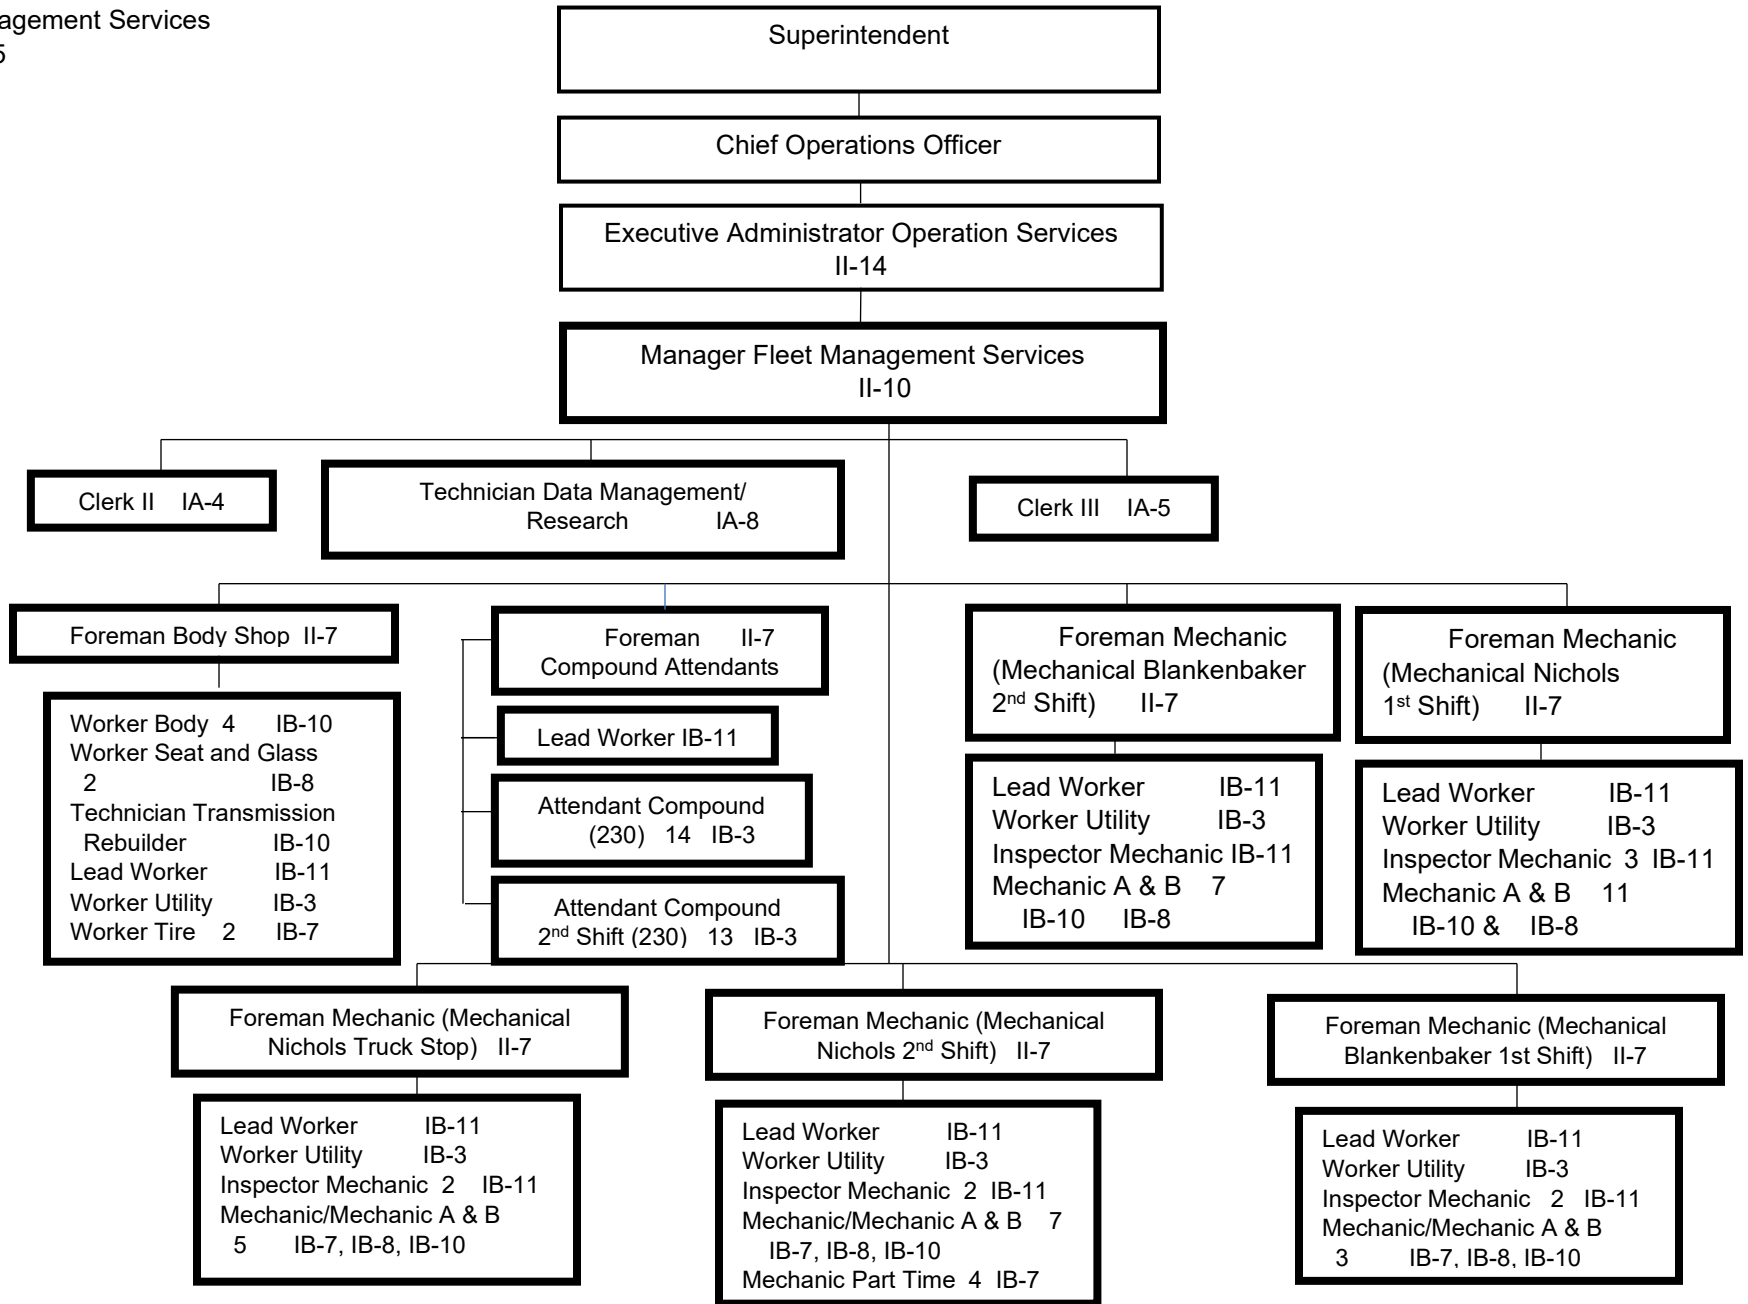 agement Services
5
Superintendent
Chief Operations Officer
Executive Administrator Operation Services
II-14
Manager Fleet Management Services
II-10
Clerk II IA-4
Technician Data Management/
Research IA-8
Clerk III IA-5
Foreman Body Shop II-7
Worker Body 4 IB-10
Worker Seat and Glass
2 IB-8
Technician Transmission
Rebuilder IB-10
Lead Worker IB-11
Worker Utility IB-3
Worker Tire 2 IB-7
Foreman II-7
Compound Attendants
Lead Worker IB-11
Attendant Compound
(230) 14 IB-3
Attendant Compound
2nd Shift (230) 13 IB-3
Foreman Mechanic
(Mechanical Blankenbaker
2nd Shift) II-7
Lead Worker IB-11
Worker Utility IB-3
Inspector Mechanic IB-11
Mechanic A & B 7
IB-10 IB-8
Foreman Mechanic
(Mechanical Nichols
1st Shift) II-7
Lead Worker IB-11
Worker Utility IB-3
Inspector Mechanic 3 IB-11
Mechanic A & B 11
IB-10 & IB-8
Foreman Mechanic (Mechanical
Nichols Truck Stop) II-7
Lead Worker IB-11
Worker Utility IB-3
Inspector Mechanic 2 IB-11
Mechanic/Mechanic A & B
5 IB-7, IB-8, IB-10
Foreman Mechanic (Mechanical
Nichols 2nd Shift) II-7
Lead Worker IB-11
Worker Utility IB-3
Inspector Mechanic 2 IB-11
Mechanic/Mechanic A & B 7
IB-7, IB-8, IB-10
Mechanic Part Time 4 IB-7
Foreman Mechanic (Mechanical
Blankenbaker 1st Shift) II-7
Lead Worker IB-11
Worker Utility IB-3
Inspector Mechanic 2 IB-11
Mechanic/Mechanic A & B
3 IB-7, IB-8, IB-10